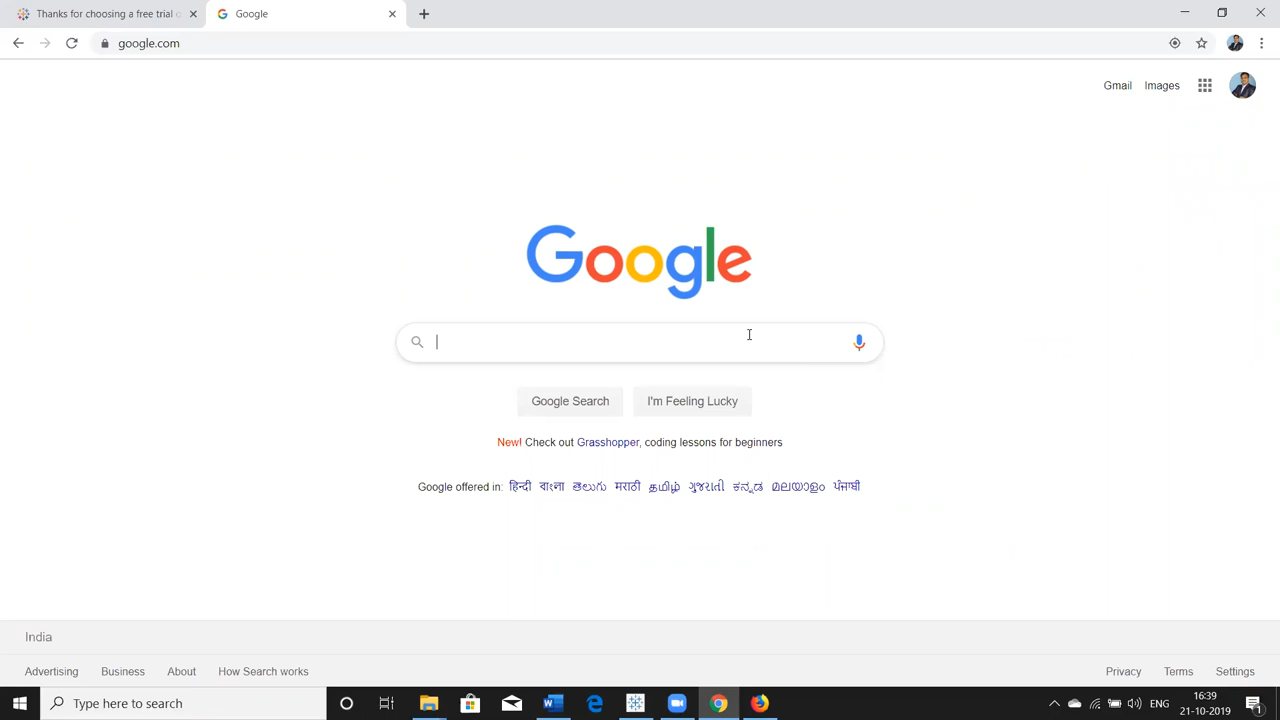 Thanks for choosing a free trial
Google
google.com
Gmail Images
Google
Google Search I'm Feeling Lucky
New! Check out Grasshopper, coding lessons for beginners
Google offered in: हिन्दी বাংলা తెలుగు मराठी தமிழ் ગુજરાતી ಕನ್ನಡ മലയാളം ਪੰਜਾਬੀ
India
Advertising Business About How Search works Privacy Terms Settings
Type here to search
ENG
16:39
21-10-2019
1